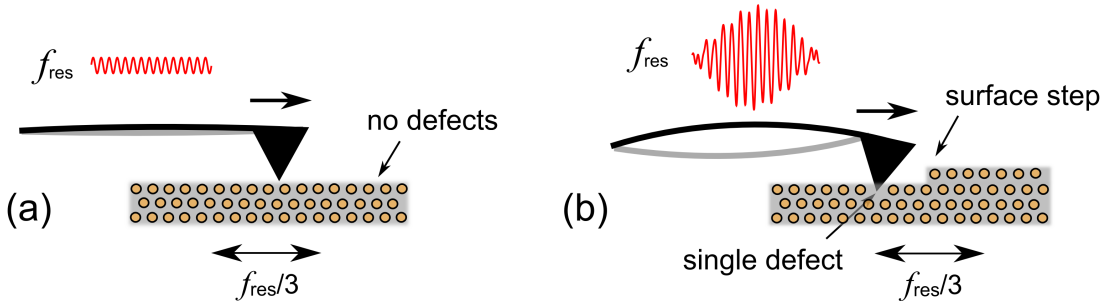 f_res
no defects
(a)
f_res/3
f_res
surface step
(b)
single defect
f_res/3